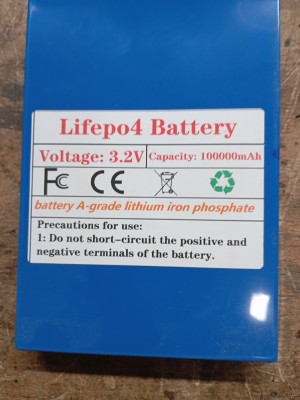 Lifepo4 Battery
Voltage: 3.2V Capacity: 100000mAh
FC CE
battery A-grade lithium iron phosphate
Precautions for use:
1: Do not short-circuit the positive and
negative terminals of the battery.